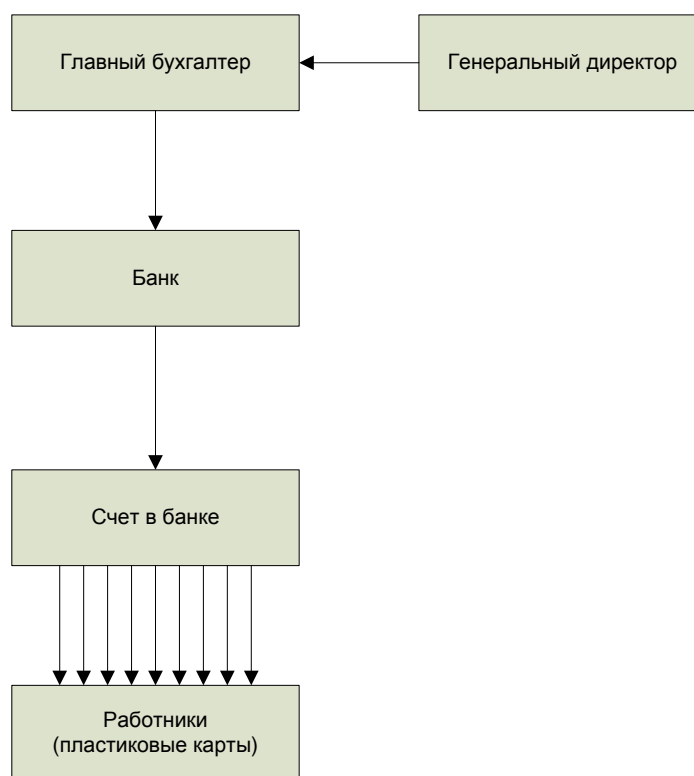 Главный бухгалтер
Генеральный директор
Банк
Счет в банке
Работники
(пластиковые карты)